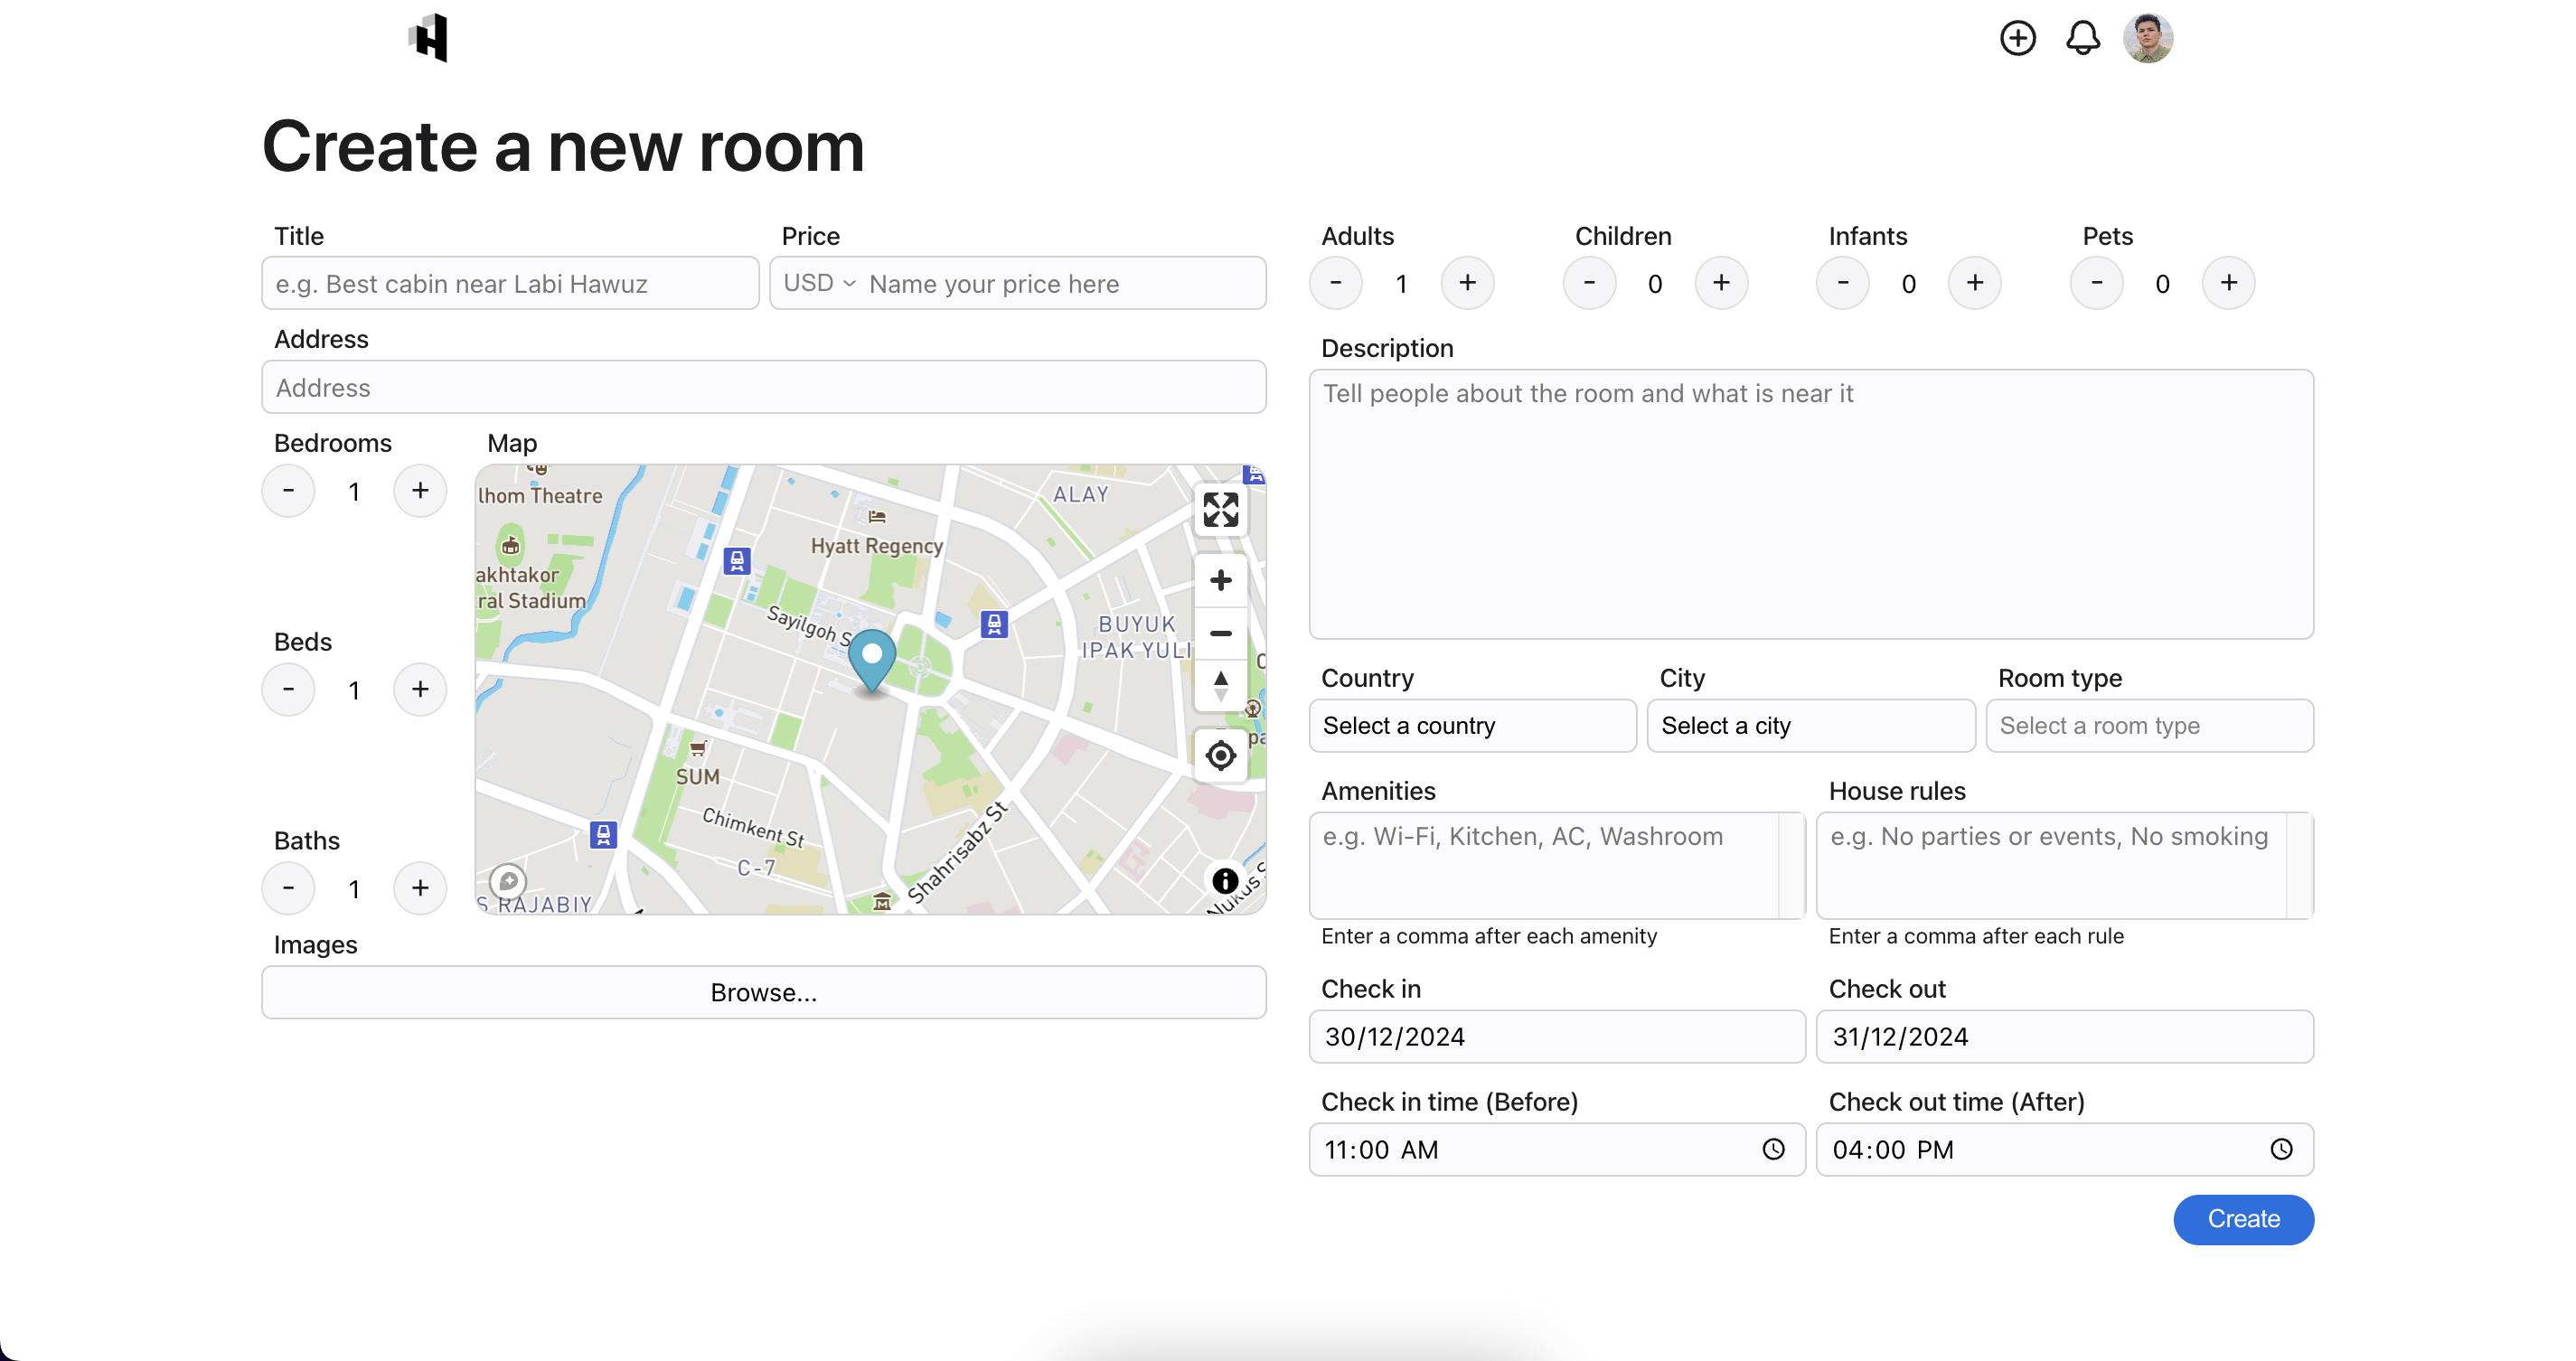 Create a new room
Title
e.g. Best cabin near Labi Hawuz
Price
USD
Name your price here
Address
Address
Bedrooms
- 1 +
Beds
- 1 +
Baths
- 1 +
Map
lhom Theatre
akhtakor
ral Stadium
Hyatt Regency
ALAY
Sayilgoh S
BUYUK
IPAK YULI
SUM
Chimkent St
C-7
Shahrisabz St
S RAJABIY
Nukus S
Images
Browse...
Adults
- 1 +
Children
- 0 +
Infants
- 0 +
Pets
- 0 +
Description
Tell people about the room and what is near it
Country
Select a country
City
Select a city
Room type
Select a room type
Amenities
e.g. Wi-Fi, Kitchen, AC, Washroom
Enter a comma after each amenity
House rules
e.g. No parties or events, No smoking
Enter a comma after each rule
Check in
30/12/2024
Check out
31/12/2024
Check in time (Before)
11:00 AM
Check out time (After)
04:00 PM
Create